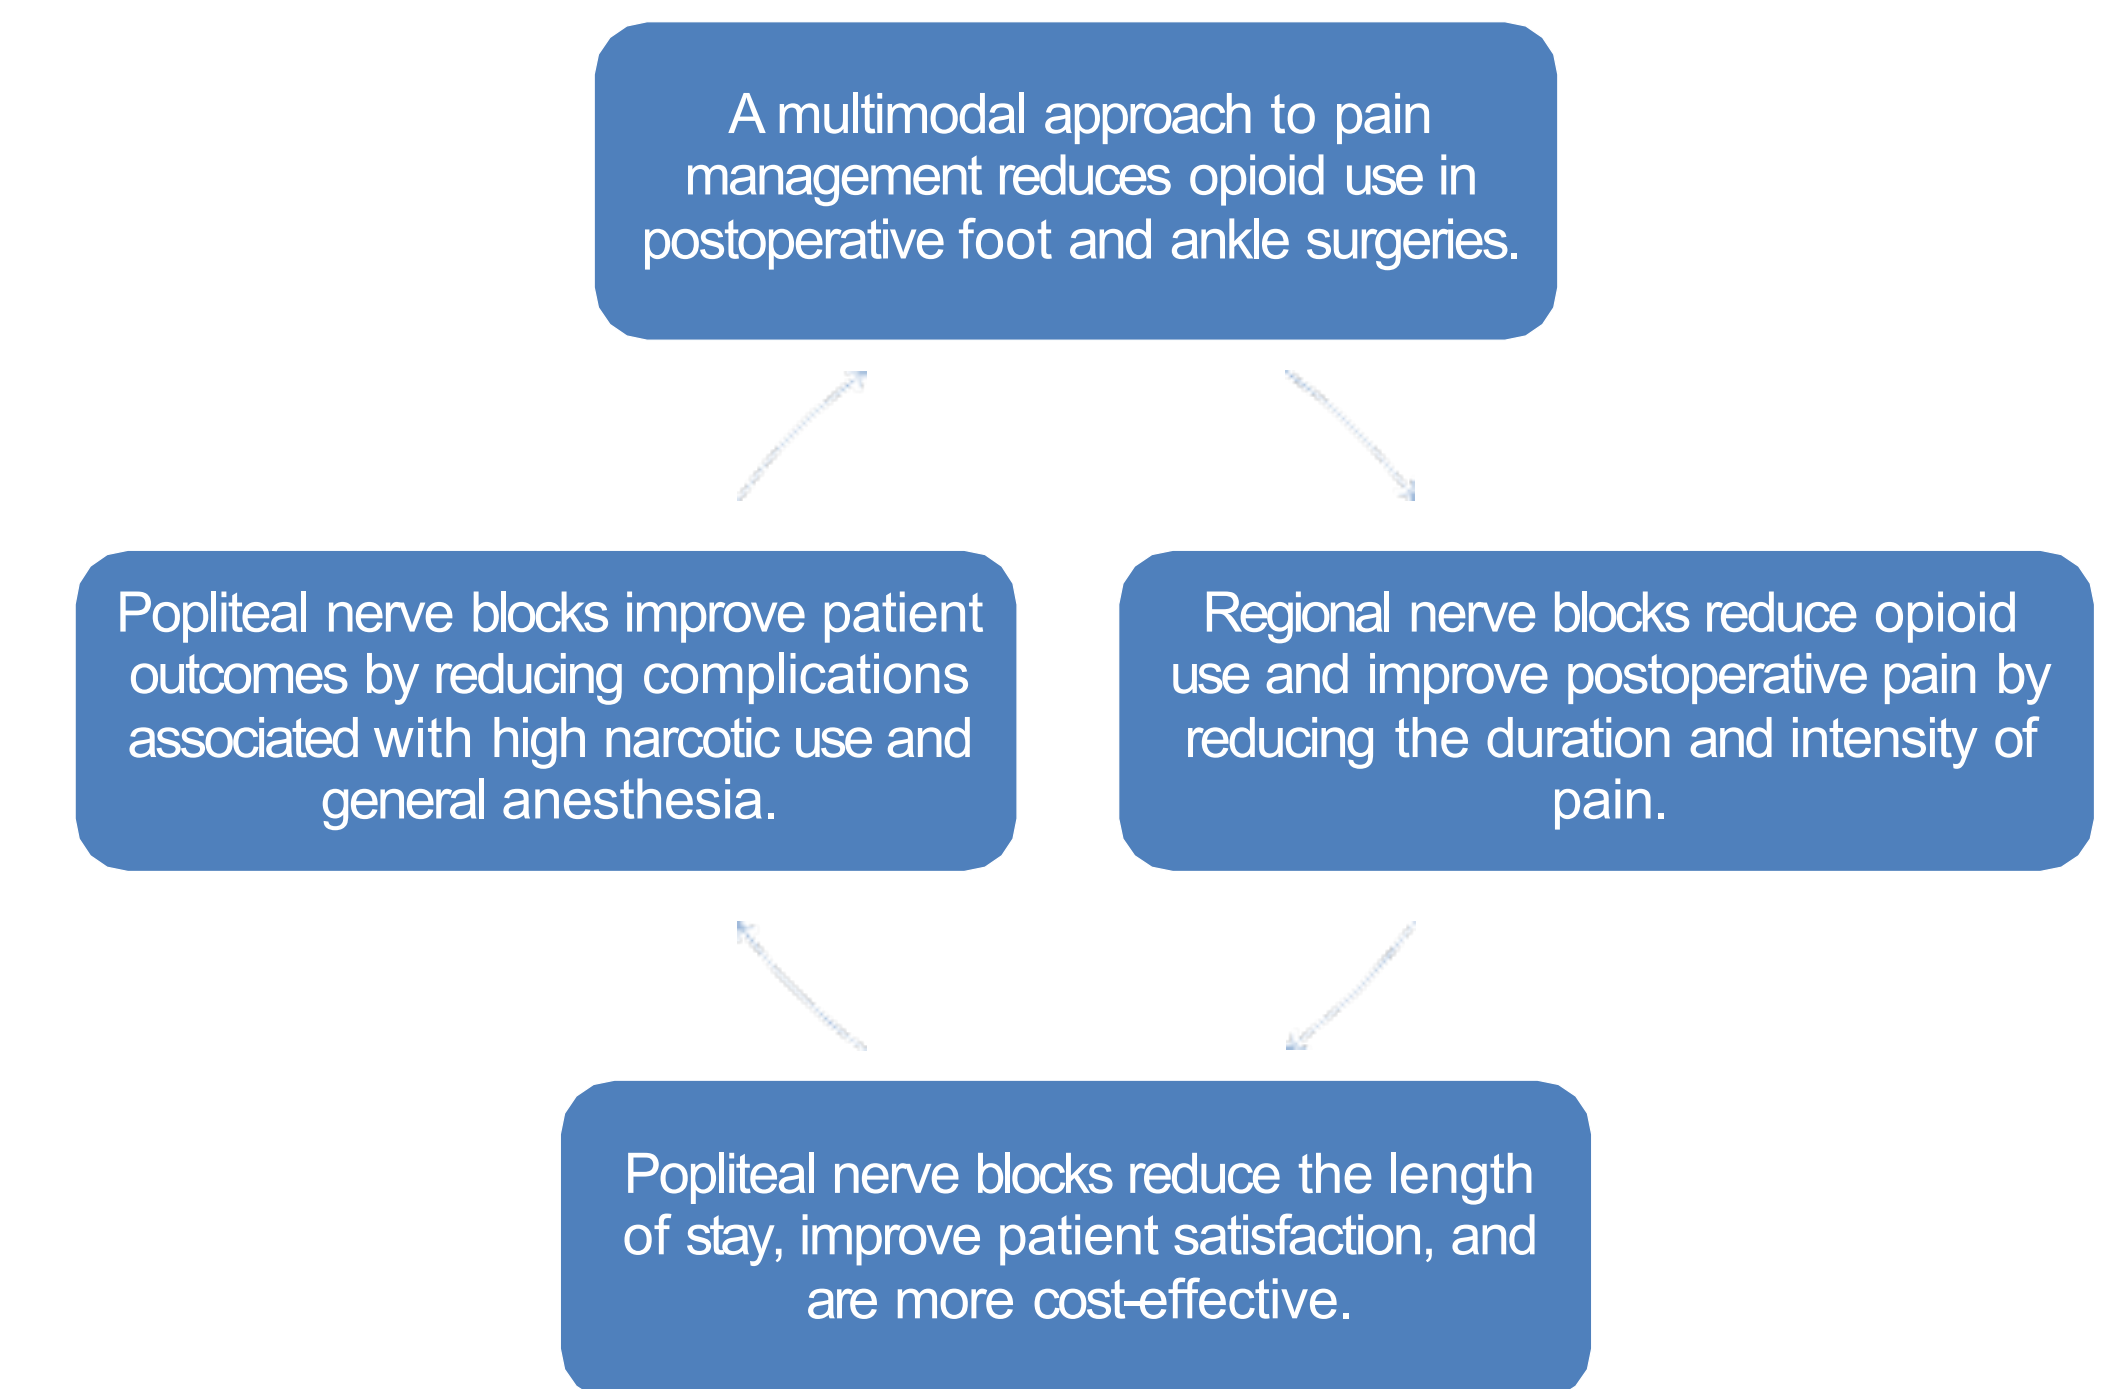 A multimodal approach to pain
management reduces opioid use in
postoperative foot and ankle surgeries.
Popliteal nerve blocks improve patient
outcomes by reducing complications
associated with high narcotic use and
general anesthesia.
Regional nerve blocks reduce opioid
use and improve postoperative pain by
reducing the duration and intensity of
pain.
Popliteal nerve blocks reduce the length
of stay, improve patient satisfaction, and
are more cost-effective.